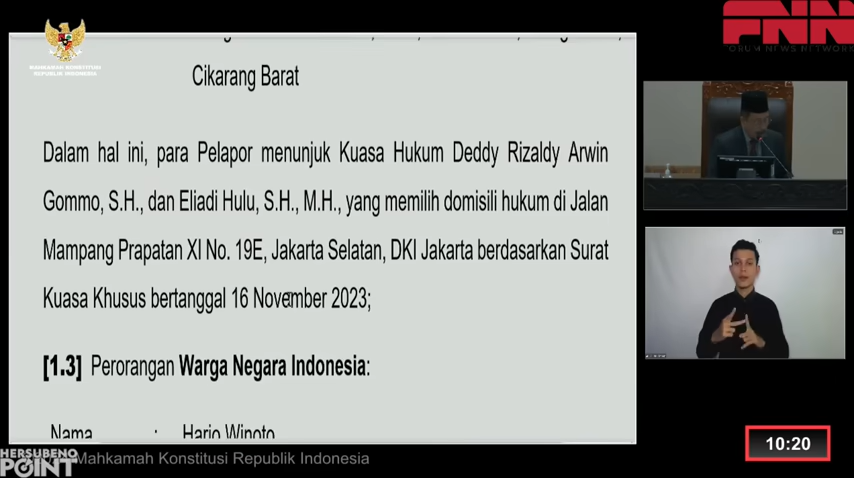 MAHKAMAH KONSTITUSI
REPUBLIK INDONESIA
FNN
FORUM NEWS NETWORK
Cikarang Barat
Dalam hal ini, para Pelapor menunjuk Kuasa Hukum Deddy Rizaldy Arwin
Gommo, S.H., dan Eliadi Hulu, S.H., M.H., yang memilih domisili hukum di Jalan
Mampang Prapatan XI No. 19E, Jakarta Selatan, DKI Jakarta berdasarkan Surat
Kuasa Khusus bertanggal 16 November 2023;
[1.3] Perorangan Warga Negara Indonesia:
Nama : Hario Winoto
HERSUBENO
POINT
Mahkamah Konstitusi Republik Indonesia
10:20